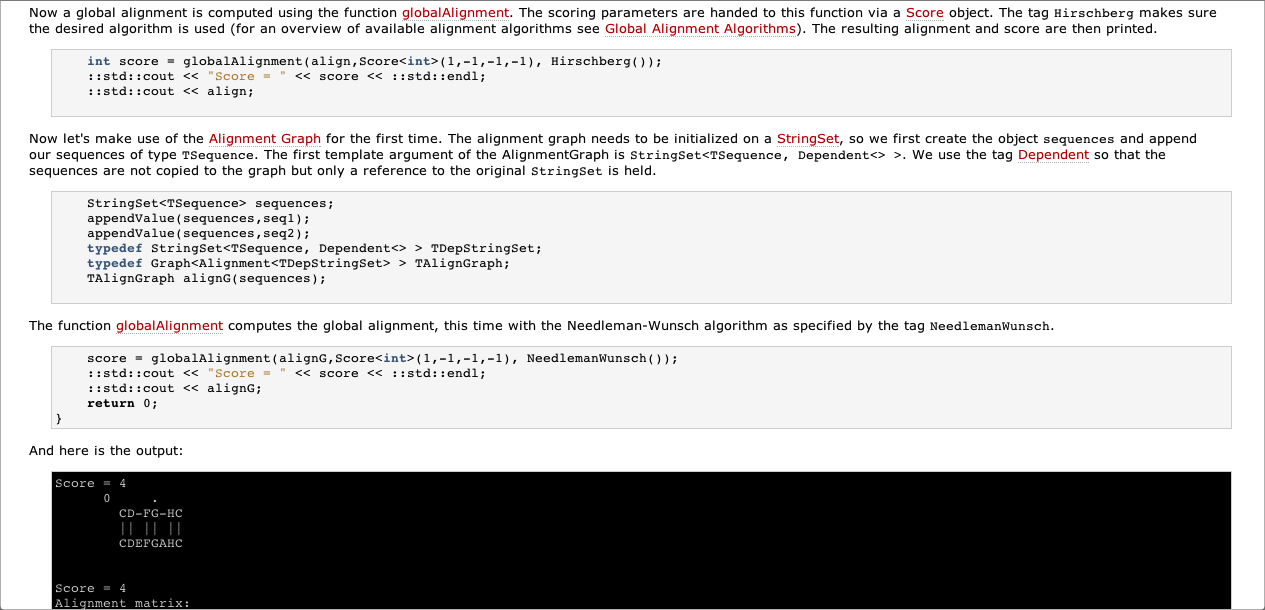 Now a global alignment is computed using the function globalAlignment. The scoring parameters are handed to this function via a Score object. The tag Hirschberg makes sure
the desired algorithm is used (for an overview of available alignment algorithms see Global Alignment Algorithms). The resulting alignment and score are then printed.
int score = globalAlignment(align,Score<int>(1,-1,-1,-1), Hirschberg());
::std::cout << "Score = " << score << ::std::endl;
::std::cout << align;
Now let's make use of the Alignment Graph for the first time. The alignment graph needs to be initialized on a StringSet, so we first create the object sequences and append
our sequences of type TSequence. The first template argument of the AlignmentGraph is StringSet<TSequence, Dependent<> >. We use the tag Dependent so that the
sequences are not copied to the graph but only a reference to the original StringSet is held.
StringSet<TSequence> sequences;
appendValue(sequences,seq1);
appendValue(sequences,seq2);
typedef StringSet<TSequence, Dependent<> > TDepStringSet;
typedef Graph<Alignment<TDepStringSet> > TAlignGraph;
TAlignGraph alignG(sequences);
The function globalAlignment computes the global alignment, this time with the Needleman-Wunsch algorithm as specified by the tag NeedlemanWunsch.
score = globalAlignment(alignG,Score<int>(1,-1,-1,-1), NeedlemanWunsch());
::std::cout << "Score = " << score << ::std::endl;
::std::cout << alignG;
return 0;
}
And here is the output:
Score = 4
0     .
CD-FG-HC
|| || ||
CDEFGAHC
Score = 4
Alignment matrix: